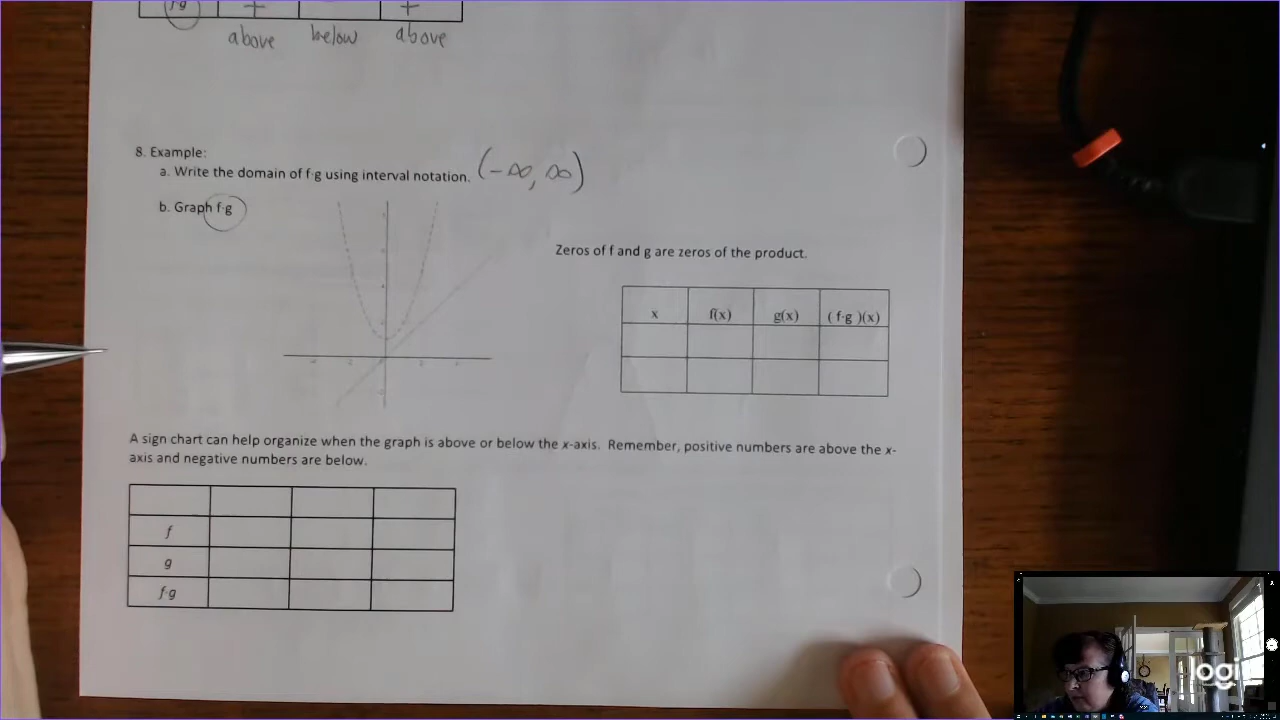 f·g + +
above below above
8. Example:
a. Write the domain of f·g using interval notation. (-∞, ∞)
b. Graph f·g
Zeros of f and g are zeros of the product.
x f(x) g(x) (f·g)(x)
A sign chart can help organize when the graph is above or below the x-axis. Remember, positive numbers are above the x-
axis and negative numbers are below.
f
g
f·g
logi